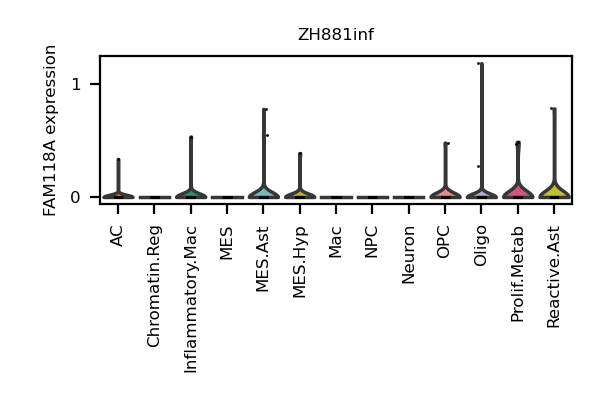 ZH881inf
FAM118A expression
1
0
AC
Chromatin.Reg
Inflammatory.Mac
MES
MES.Ast
MES.Hyp
Mac
NPC
Neuron
OPC
Oligo
Prolif.Metab
Reactive.Ast